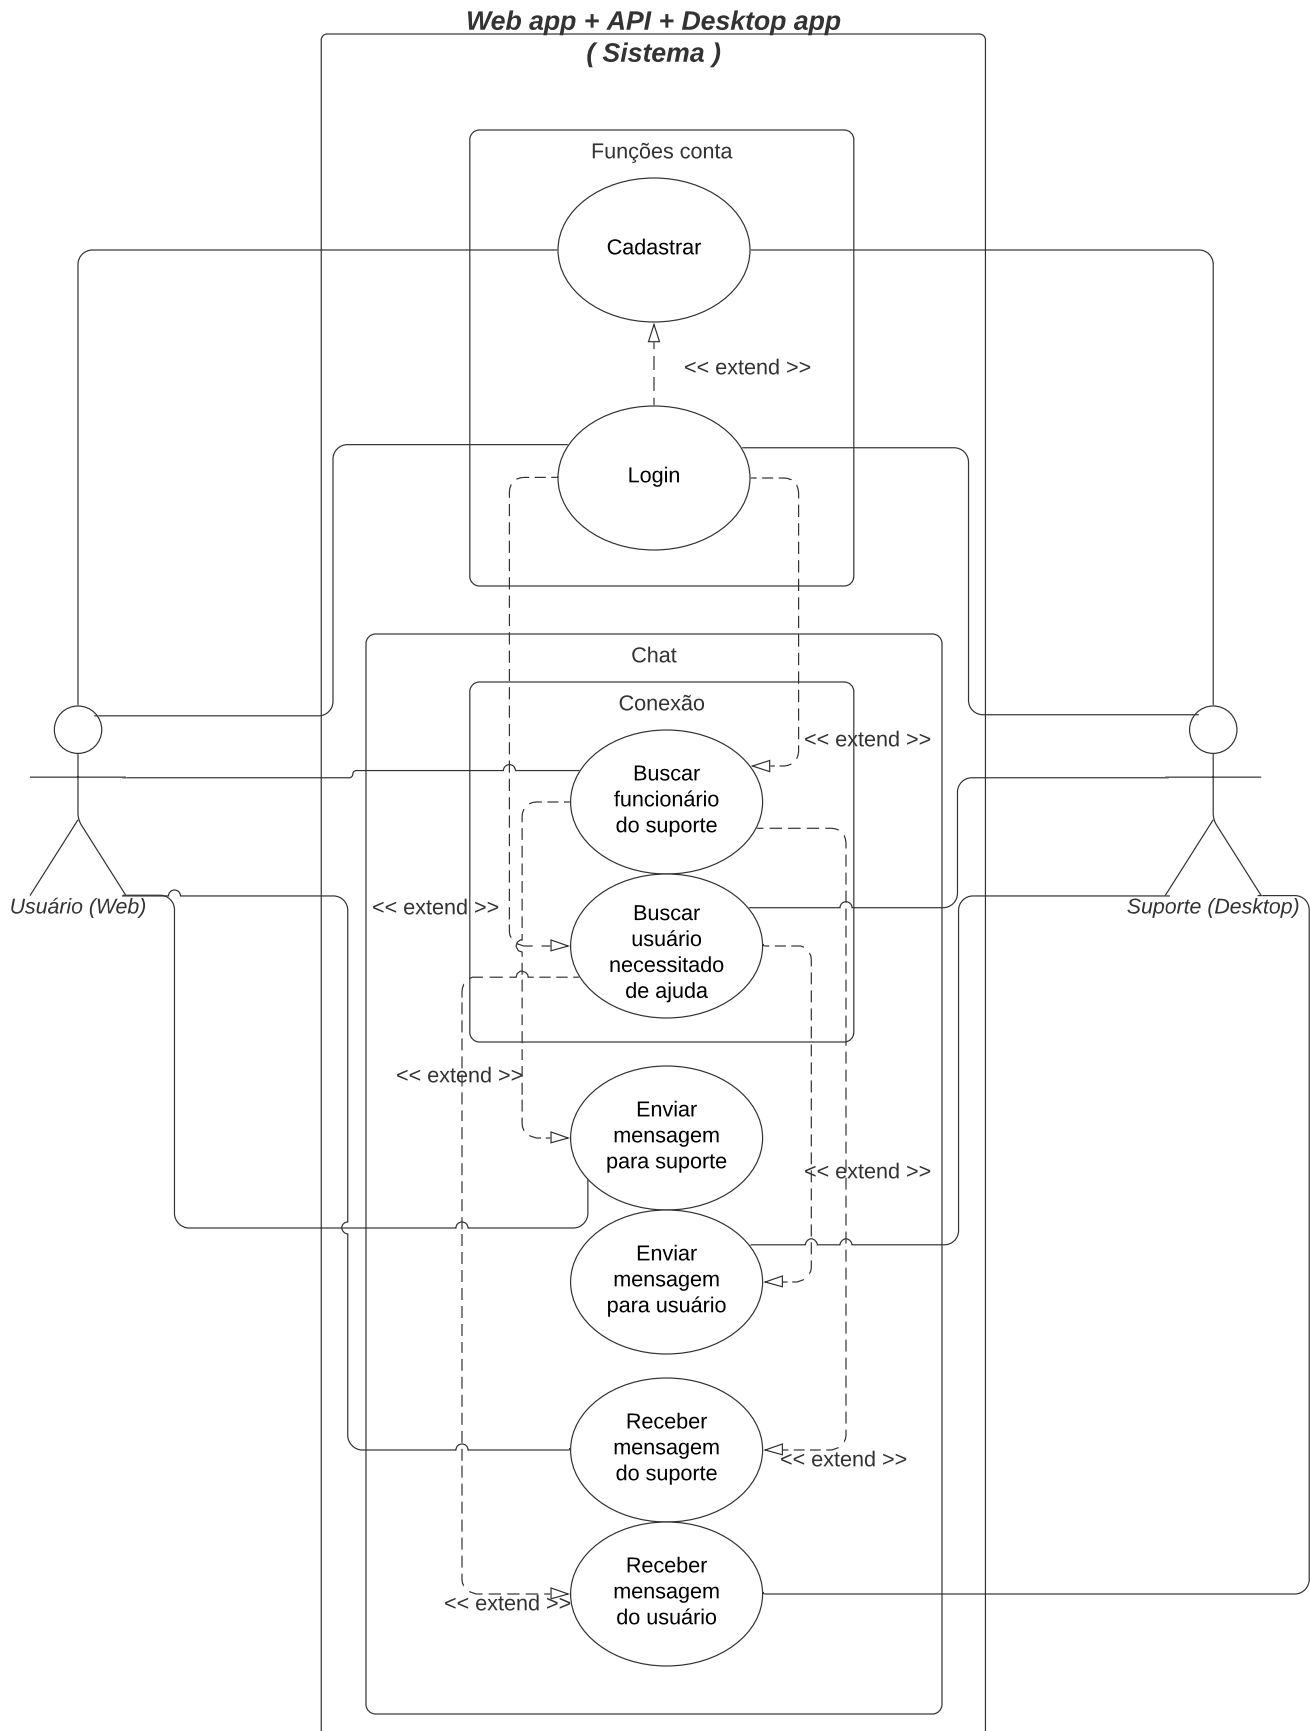 Web app + API + Desktop app
( Sistema )
Funções conta
Cadastrar
<< extend >>
Login
Chat
Conexão
<< extend >>
Buscar
funcionário
do suporte
Usuário (Web)
<< extend >>
Suporte (Desktop)
Buscar
usuário
necessitado
de ajuda
<< extend >>
Enviar
mensagem
para suporte
<< extend >>
Enviar
mensagem
para usuário
Receber
mensagem
do suporte
<< extend >>
Receber
mensagem
do usuário
<< extend >>